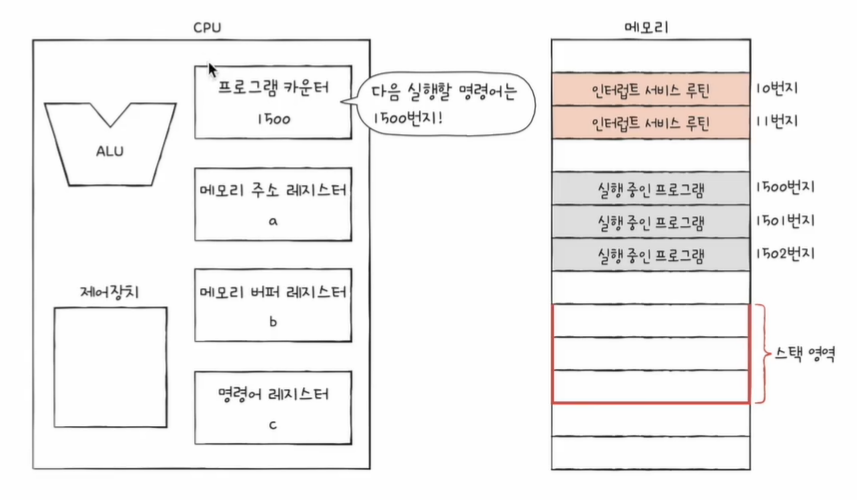 CPU
프로그램 카운터
1500
다음 실행할 명령어는
1500번지!
ALU
메모리 주소 레지스터
a
제어장치
메모리 버퍼 레지스터
b
명령어 레지스터
c
메모리
인터럽트 서비스 루틴
10번지
인터럽트 서비스 루틴
11번지
실행 중인 프로그램
1500번지
실행 중인 프로그램
1501번지
실행 중인 프로그램
1502번지
스택 영역